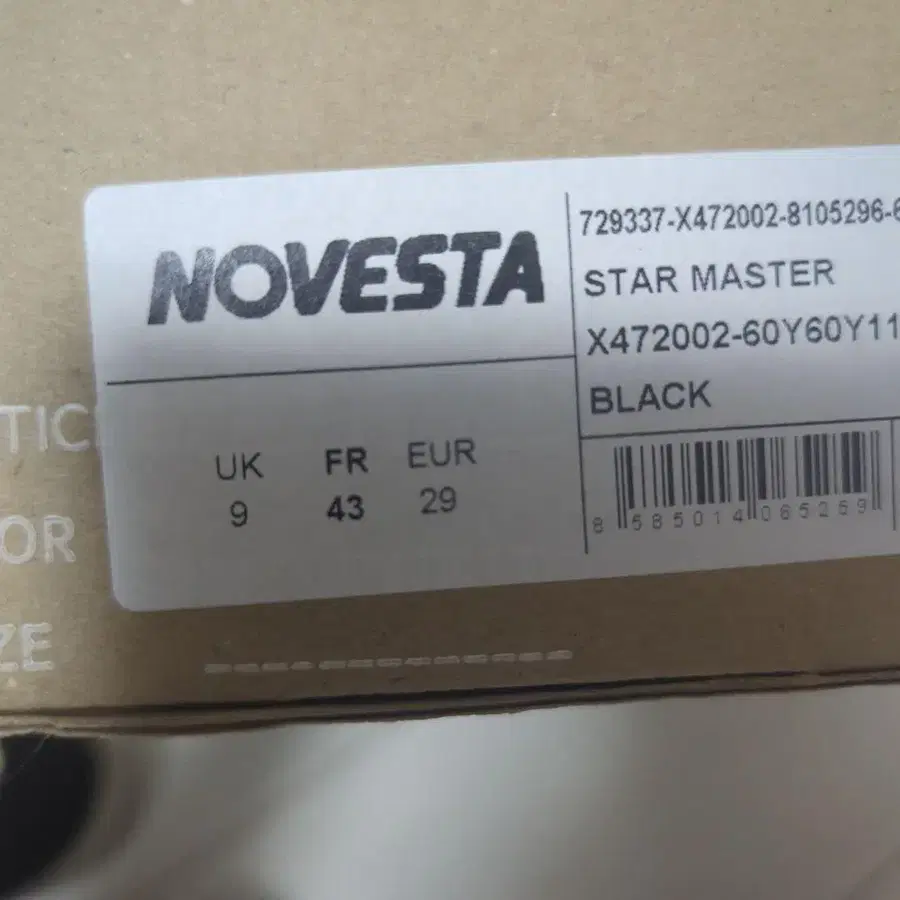 NOVESTA
729337-X472002-8105296-6
STAR MASTER
X472002-60Y60Y11
BLACK
UK FR EUR
9 43 29
8 585014 065259
TIC
OR
ZE